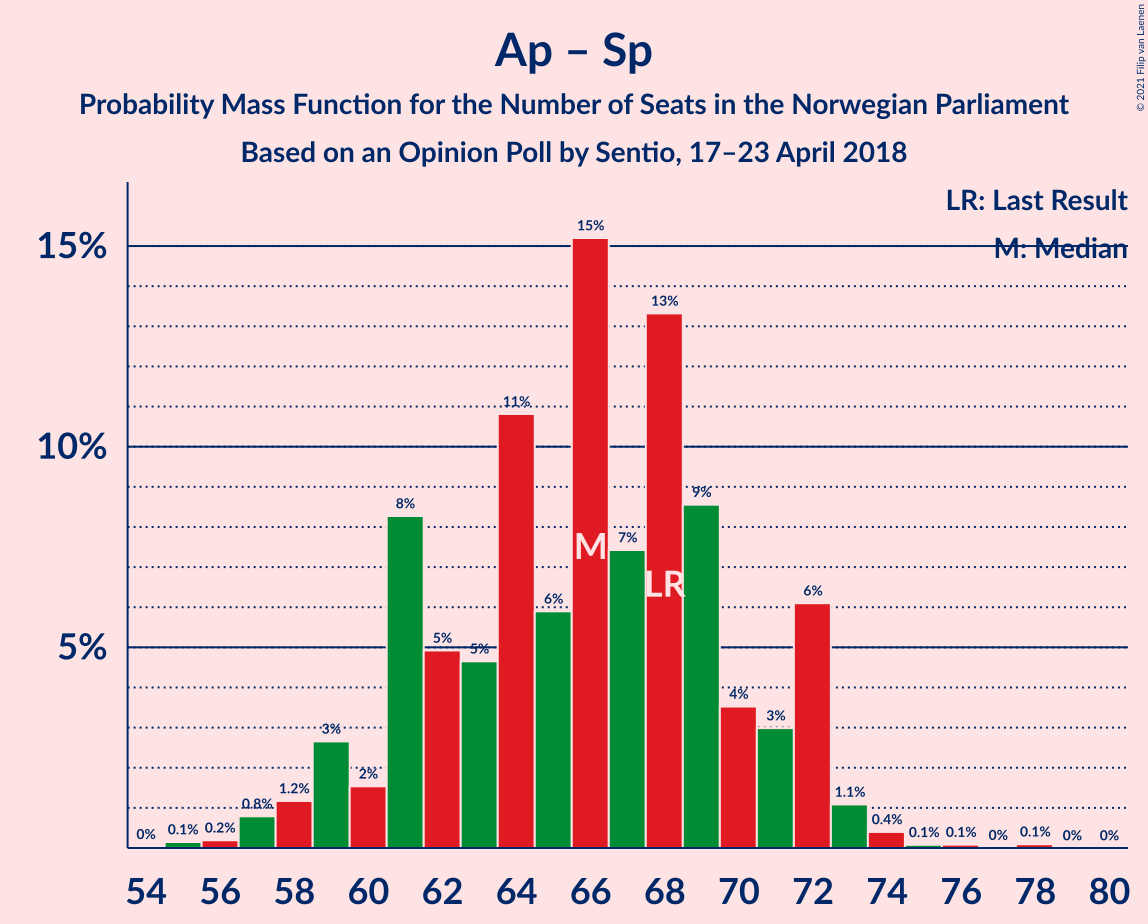 Ap – Sp
Probability Mass Function for the Number of Seats in the Norwegian Parliament
Based on an Opinion Poll by Sentio, 17–23 April 2018
© 2021 Filip van Laenen
LR: Last Result
M: Median
15%
10%
5%
0% 0.1% 0.2% 0.8% 1.2% 3% 2% 8% 5% 5% 11% 6% 15% 7% 13% 9% 4% 3% 6% 1.1% 0.4% 0.1% 0.1% 0% 0.1% 0% 0%
M
LR
54 56 58 60 62 64 66 68 70 72 74 76 78 80